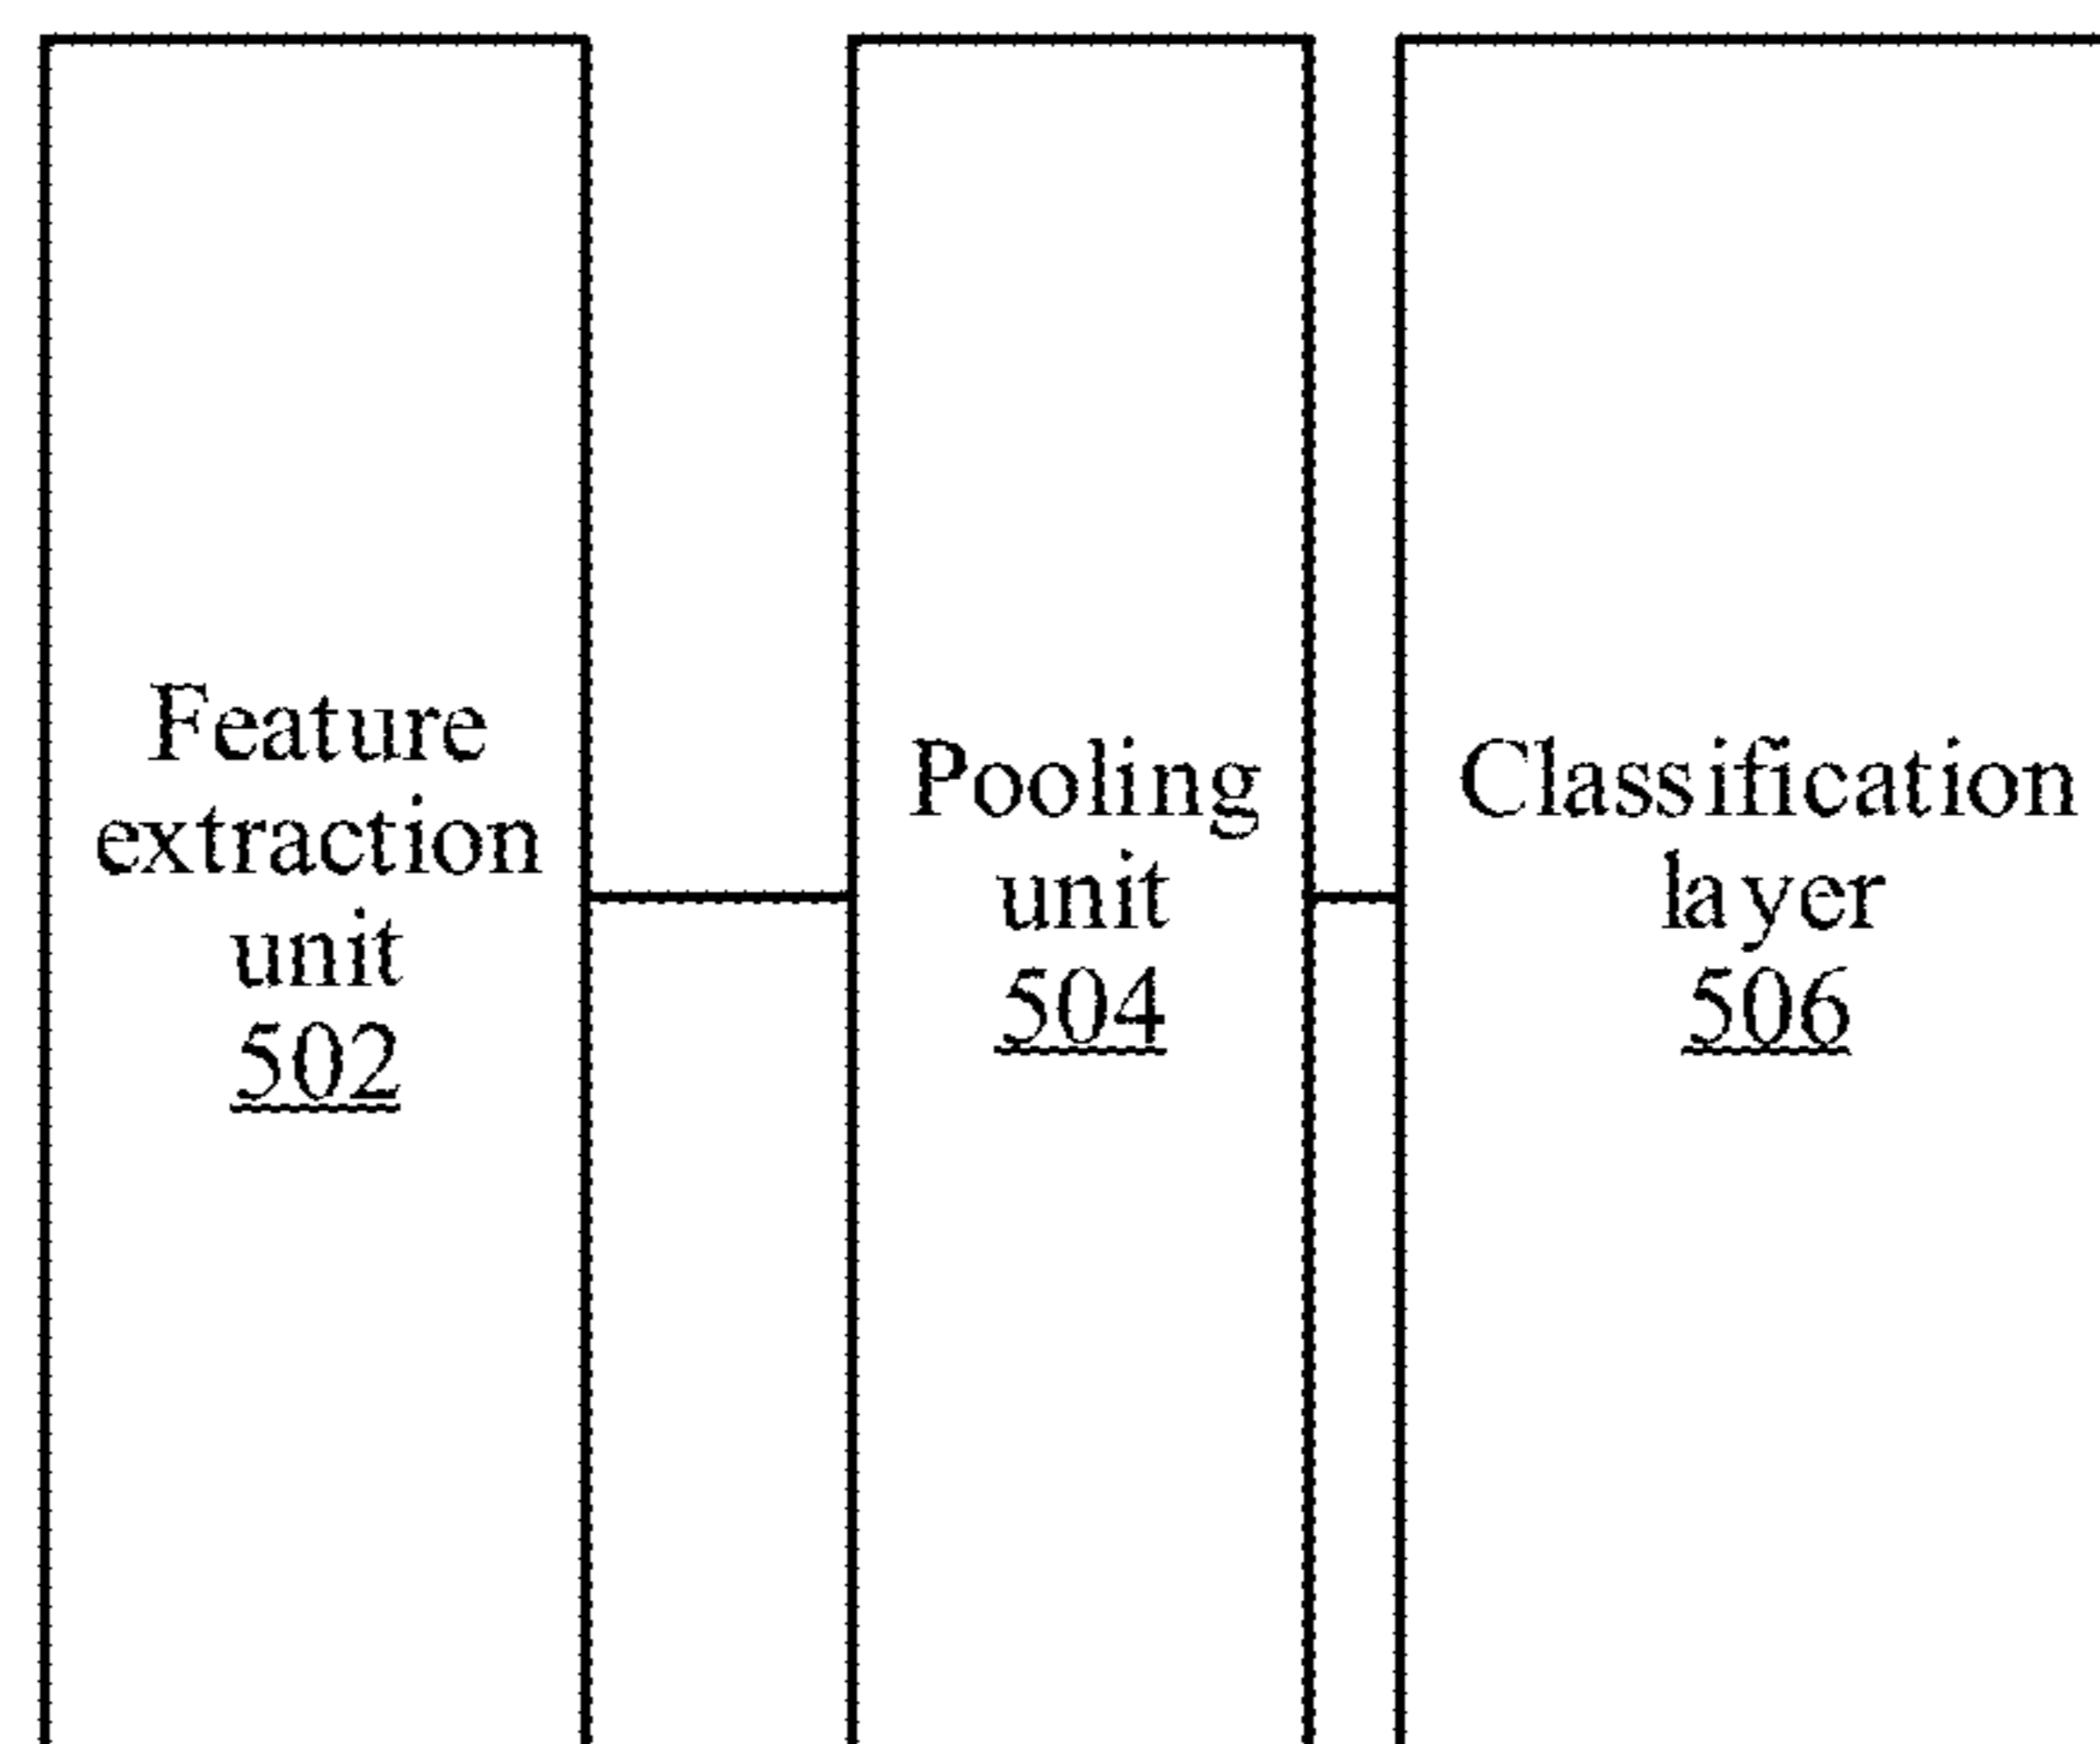 Feature
extraction
unit
502
Pooling
unit
504
Classification
layer
506